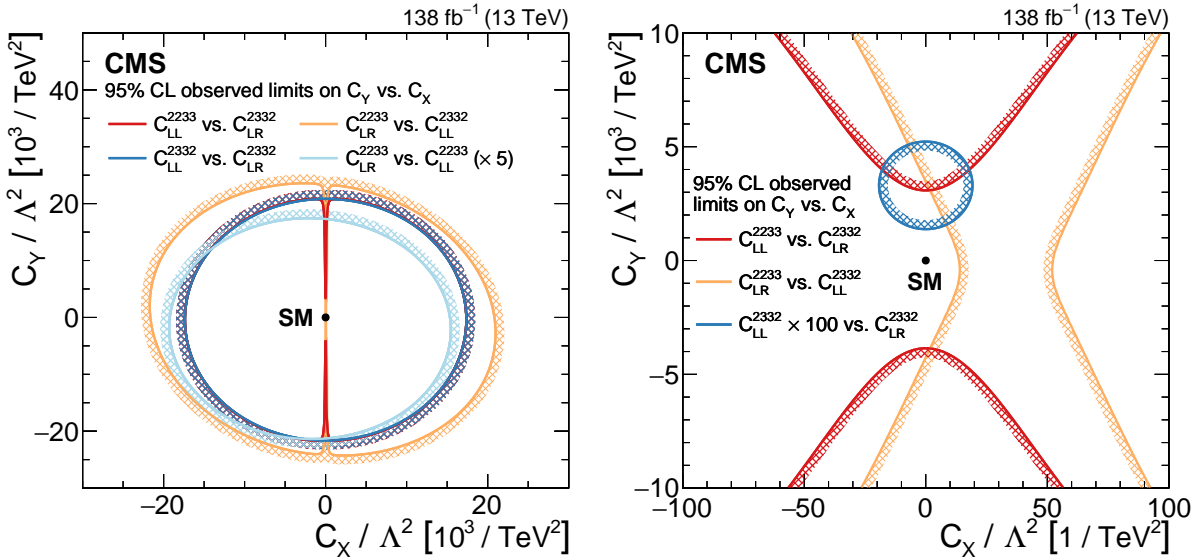 138 fb⁻¹ (13 TeV)
CMS
95% CL observed limits on C_Y vs. C_X
C_LL^2233 vs. C_LR^2332
C_LR^2233 vs. C_LL^2332
C_LL^2332 vs. C_LR^2332
C_LR^2233 vs. C_LL^2233 (× 5)
SM
C_Y / Λ² [10³ / TeV²]
40
20
0
−20
−20
0
20
C_X / Λ² [10³ / TeV²]
138 fb⁻¹ (13 TeV)
CMS
95% CL observed
limits on C_Y vs. C_X
C_LL^2233 vs. C_LR^2332
C_LR^2233 vs. C_LL^2332
C_LL^2332 × 100 vs. C_LR^2332
SM
C_Y / Λ² [10³ / TeV²]
10
5
0
−5
−10
−100
−50
0
50
100
C_X / Λ² [1 / TeV²]